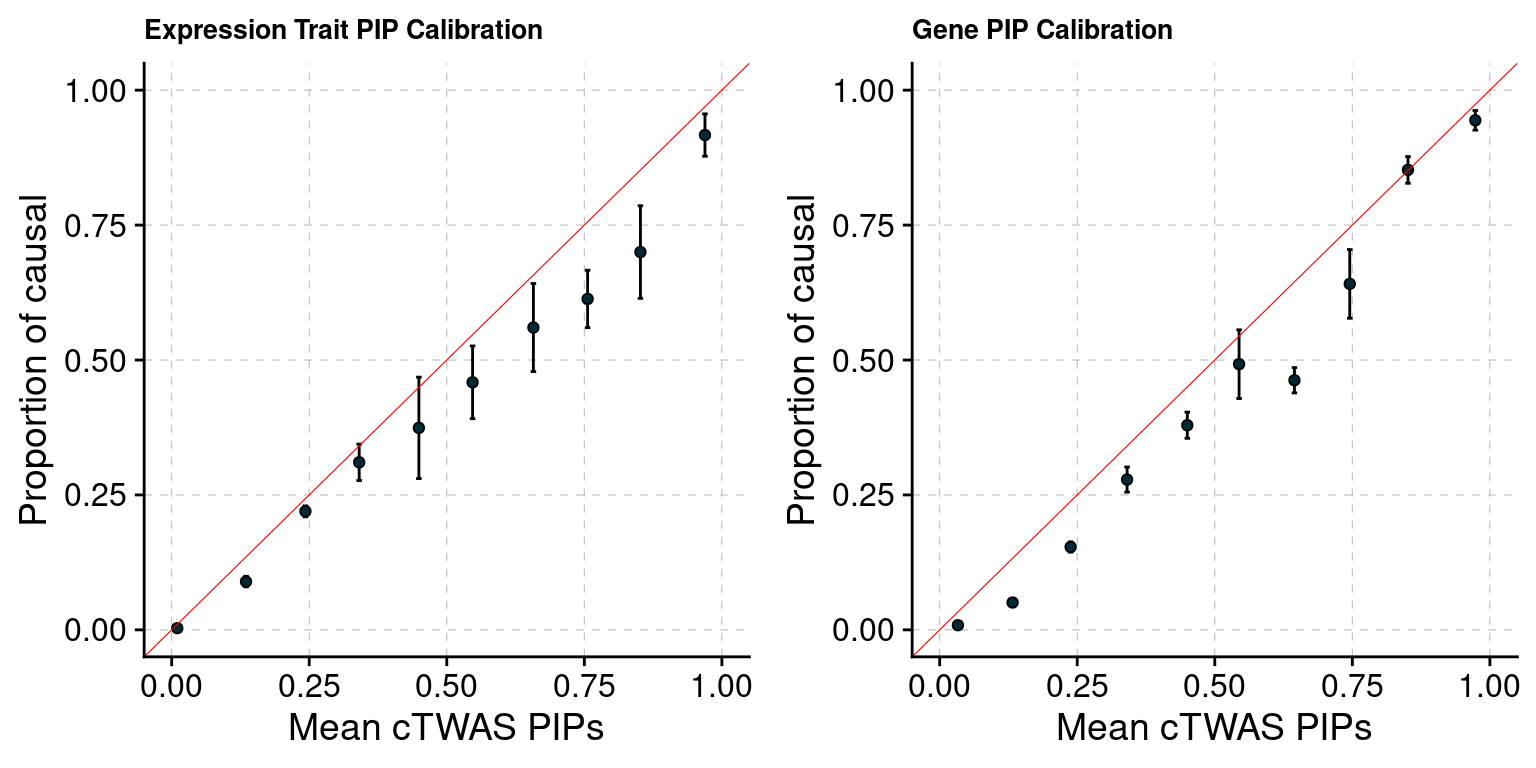 Expression Trait PIP Calibration
Proportion of causal
1.00
0.75
0.50
0.25
0.00
0.00 0.25 0.50 0.75 1.00
Mean cTWAS PIPs
Gene PIP Calibration
Proportion of causal
1.00
0.75
0.50
0.25
0.00
0.00 0.25 0.50 0.75 1.00
Mean cTWAS PIPs